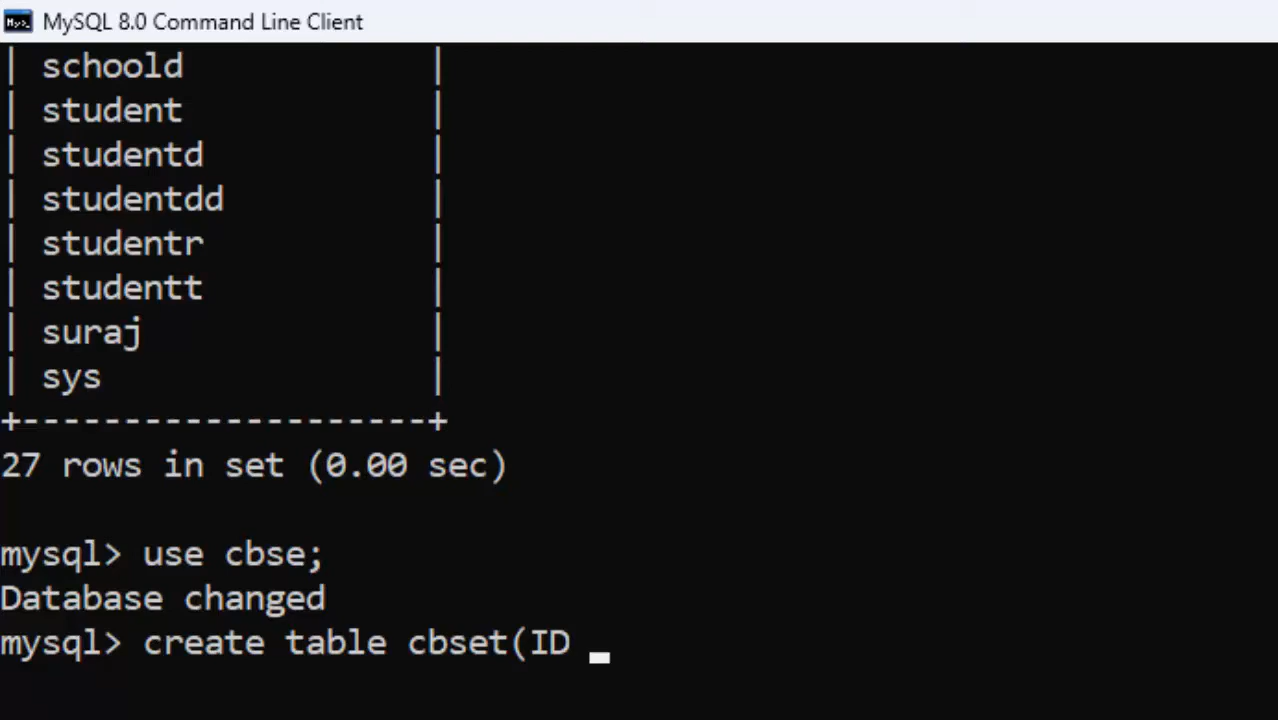 MySQL 8.0 Command Line Client
| schoold |
| student |
| studentd |
| studentdd |
| studentr |
| studentt |
| suraj |
| sys |
+--------------------+
27 rows in set (0.00 sec)
mysql> use cbse;
Database changed
mysql> create table cbset(ID